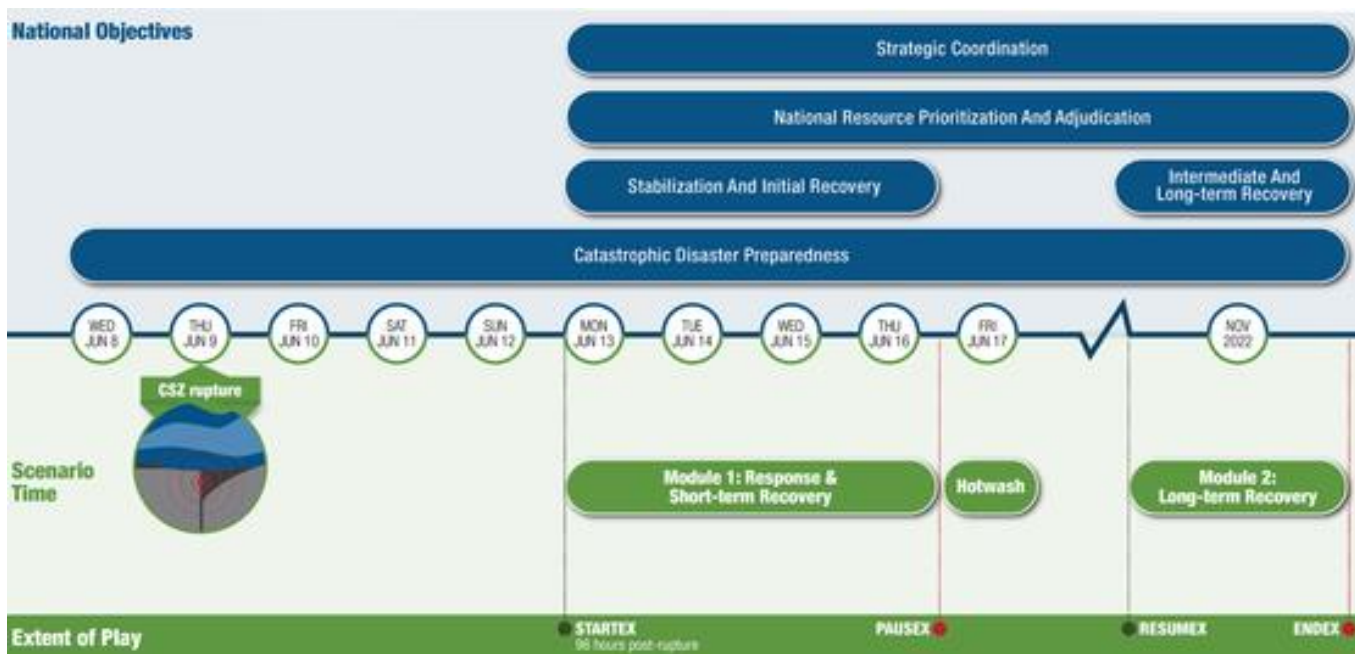 National Objectives
Strategic Coordination
National Resource Prioritization And Adjudication
Stabilization And Initial Recovery
Intermediate And
Long-term Recovery
Catastrophic Disaster Preparedness
WED
JUN 8
THU
JUN 9
FRI
JUN 10
SAT
JUN 11
SUN
JUN 12
MON
JUN 13
TUE
JUN 14
WED
JUN 15
THU
JUN 16
FRI
JUN 17
NOV
2022
CSZ rupture
Scenario
Time
Module 1: Response &
Short-term Recovery
Hotwash
Module 2:
Long-term Recovery
Extent of Play
STARTEX
96 hours post-rupture
PAUSEX
RESUMEX
ENDEX